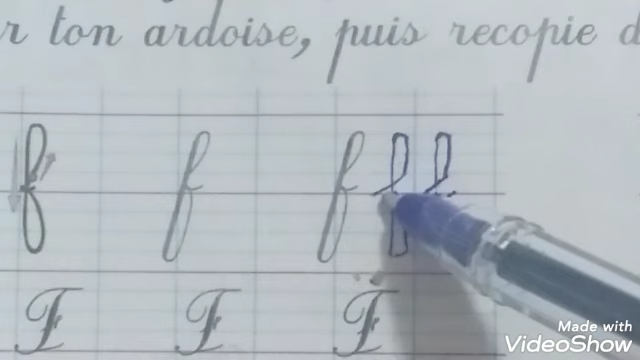 r ton ardoise, puis recopie d
f f f f f
F F F
Made with
VideoShow